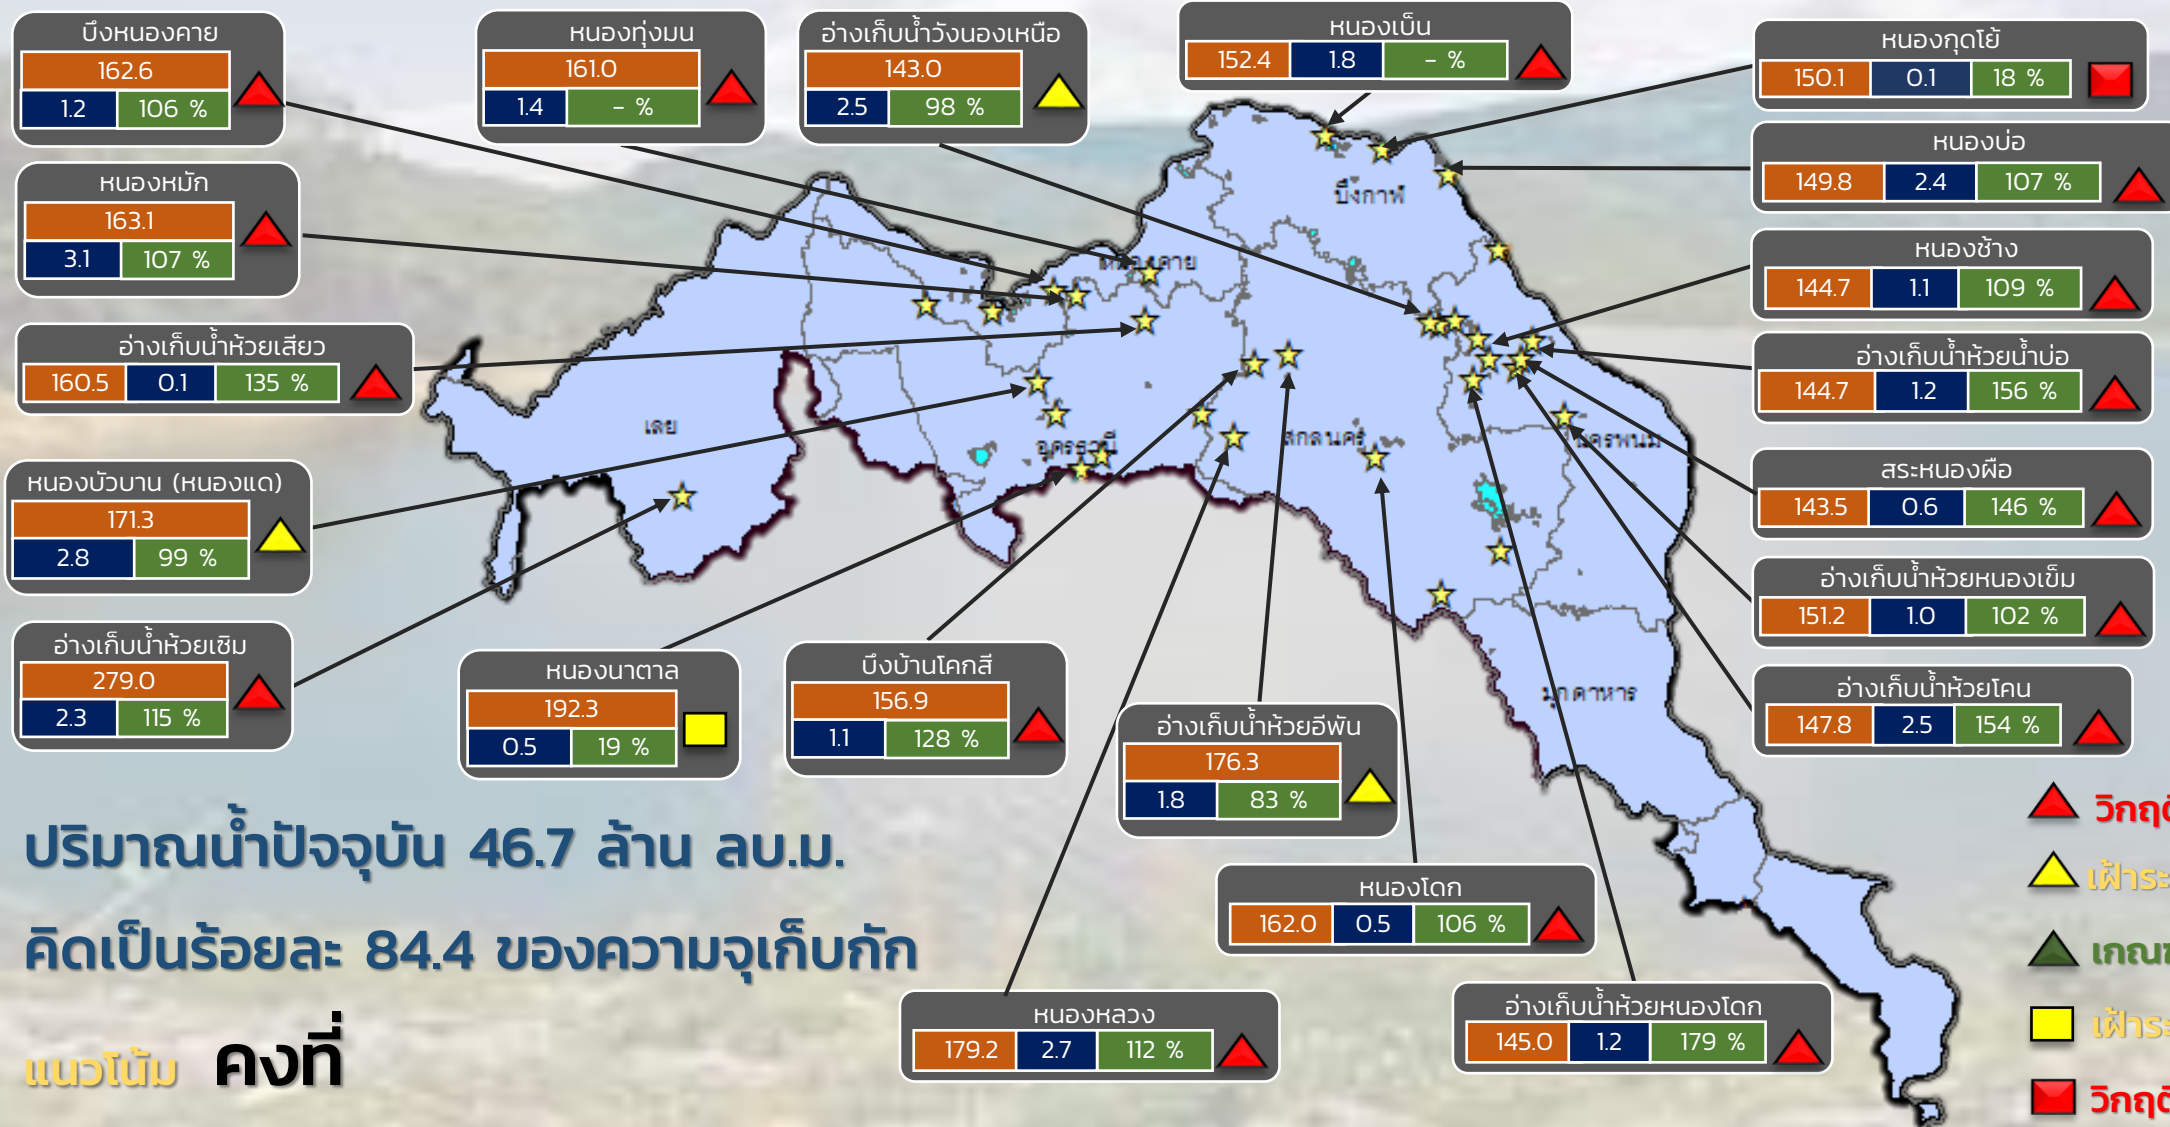 บึงหนองคาย
162.6
1.2 106 %
หนองทุ่งมน
161.0
1.4 - %
อ่างเก็บน้ำวังนองเหนือ
143.0
2.5 98 %
หนองเบ็น
152.4 1.8 - %
หนองกุดโย้
150.1 0.1 18 %
หนองบ่อ
149.8 2.4 107 %
หนองหมัก
163.1
3.1 107 %
หนองช้าง
144.7 1.1 109 %
อ่างเก็บน้ำห้วยเสียว
160.5 0.1 135 %
อ่างเก็บน้ำห้วยน้ำบ่อ
144.7 1.2 156 %
สระหนองผือ
143.5 0.6 146 %
หนองบัวบาน (หนองแด)
171.3
2.8 99 %
อ่างเก็บน้ำห้วยหนองเข็ม
151.2 1.0 102 %
อ่างเก็บน้ำห้วยเซิม
279.0
2.3 115 %
หนองนาตาล
192.3
0.5 19 %
บึงบ้านโคกสี
156.9
1.1 128 %
อ่างเก็บน้ำห้วยอีพัน
176.3
1.8 83 %
อ่างเก็บน้ำห้วยโคน
147.8 2.5 154 %
หนองโดก
162.0 0.5 106 %
หนองหลวง
179.2 2.7 112 %
อ่างเก็บน้ำห้วยหนองโดก
145.0 1.2 179 %
บึงกาฬ
หนองคาย
เลย
อุดรธานี
สกลนคร
นครพนม
มุกดาหาร
ปริมาณน้ำปัจจุบัน 46.7 ล้าน ลบ.ม.
คิดเป็นร้อยละ 84.4 ของความจุเก็บกัก
แนวโน้ม คงที่